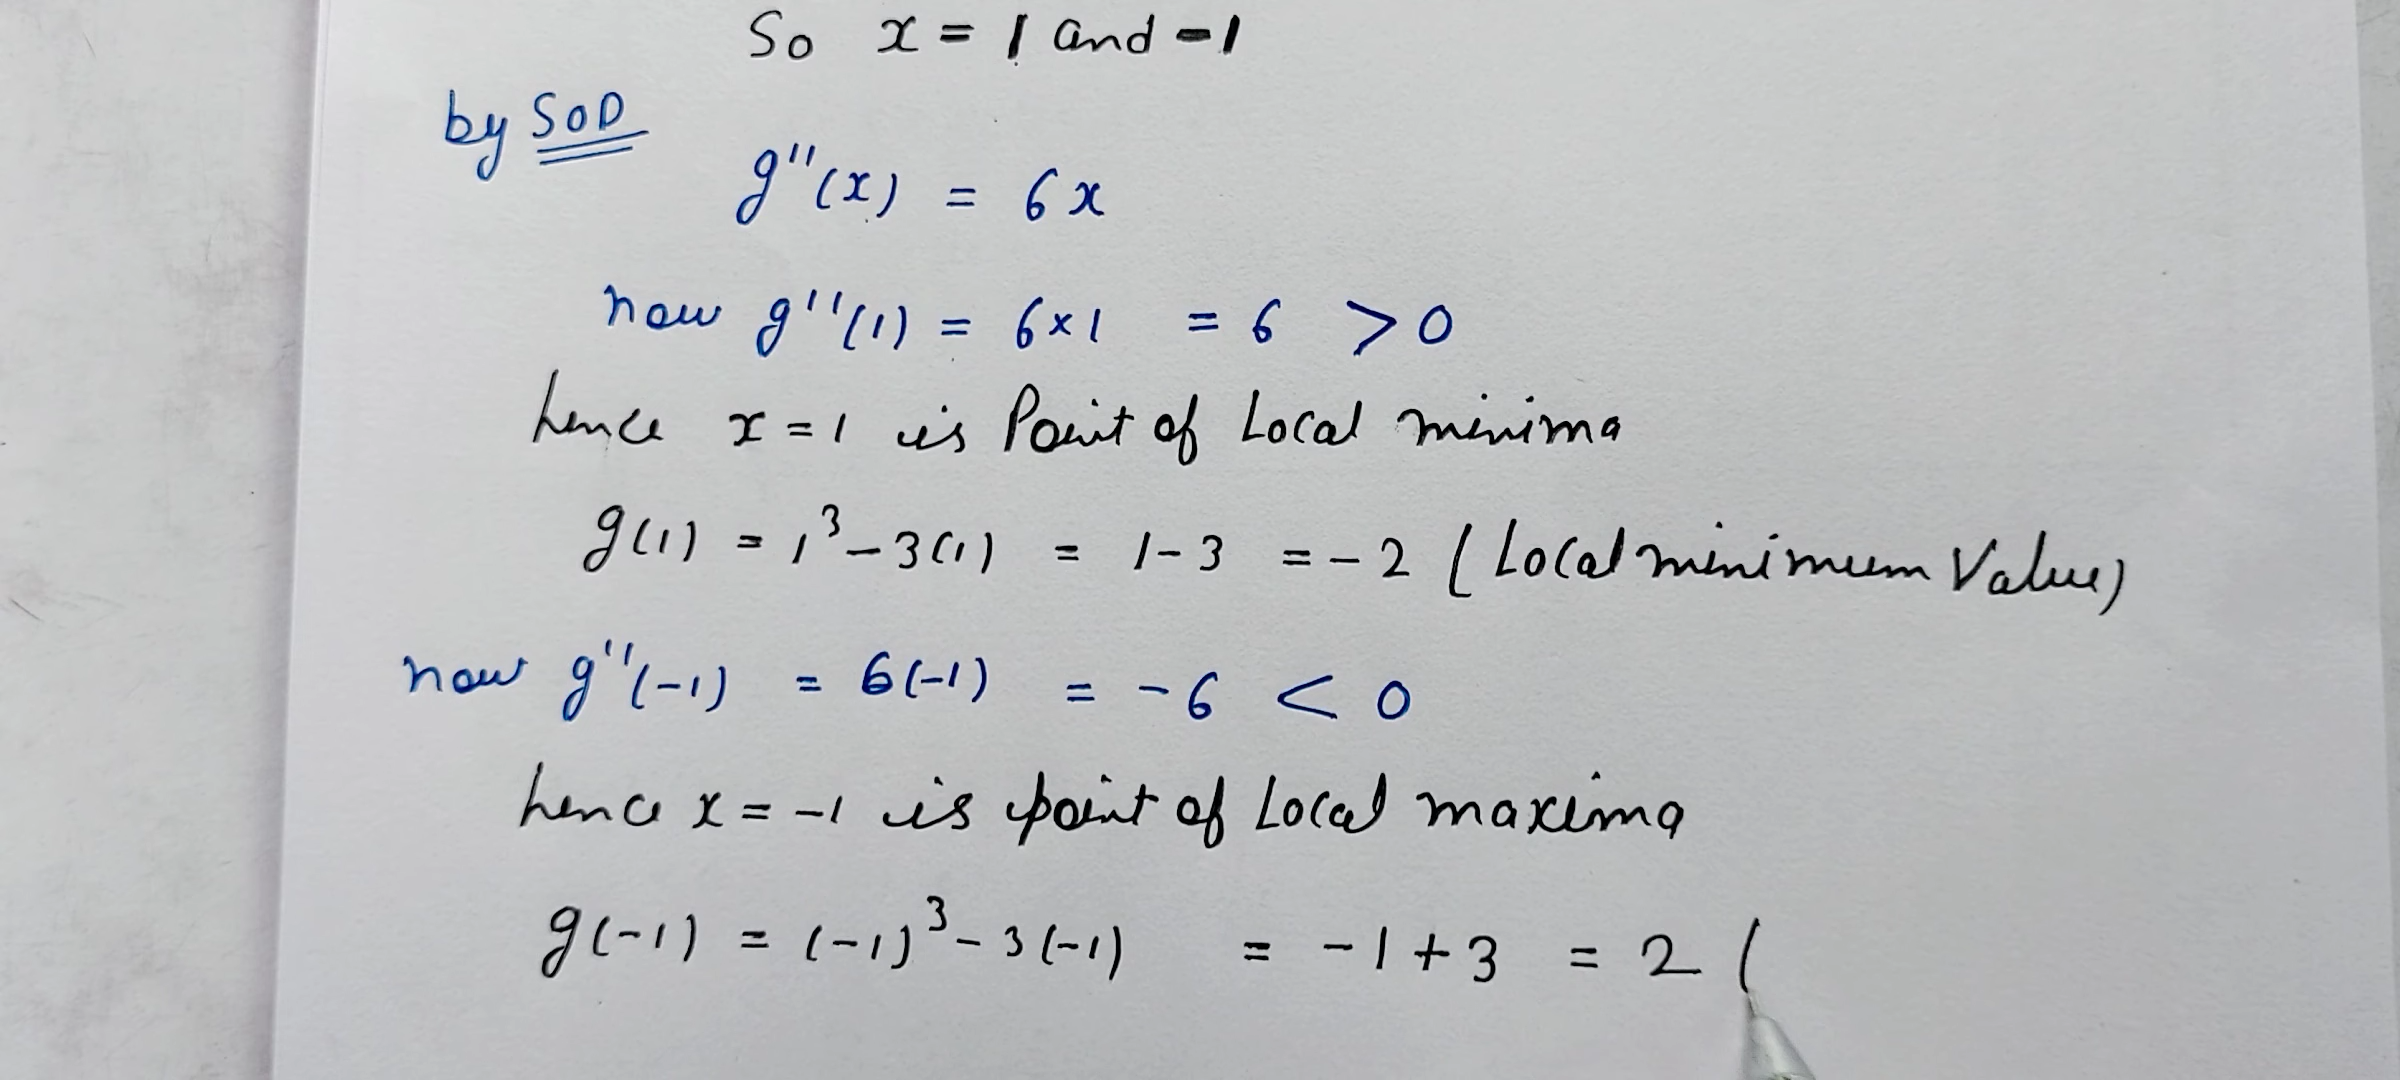 So x = 1 and -1
by SOD
g''(x) = 6x
now g''(1) = 6×1 = 6 > 0
hence x = 1 is Point of Local minima
g(1) = 1³-3(1) = 1-3 = -2 (Local minimum Value)
now g''(-1) = 6(-1) = -6 < 0
hence x = -1 is point of Local maxima
g(-1) = (-1)³-3(-1) = -1+3 = 2 (